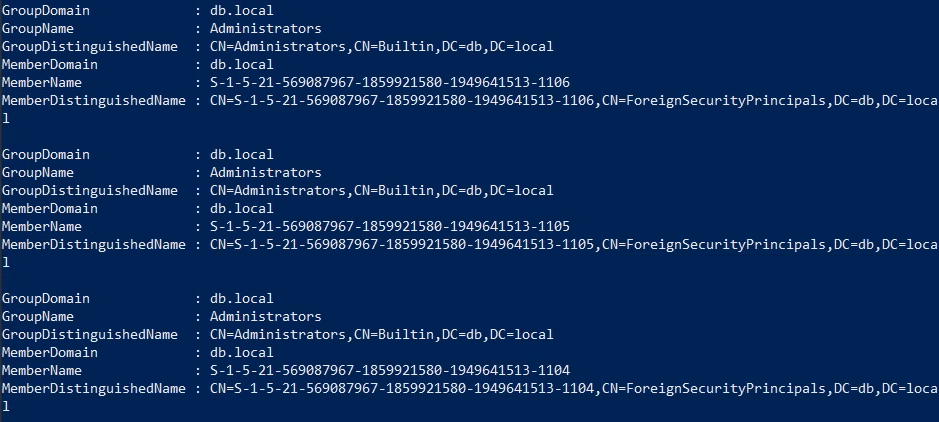 GroupDomain             : db.local
GroupName               : Administrators
GroupDistinguishedName  : CN=Administrators,CN=Builtin,DC=db,DC=local
MemberDomain            : db.local
MemberName              : S-1-5-21-569087967-1859921580-1949641513-1106
MemberDistinguishedName : CN=S-1-5-21-569087967-1859921580-1949641513-1106,CN=ForeignSecurityPrincipals,DC=db,DC=loca
l

GroupDomain             : db.local
GroupName               : Administrators
GroupDistinguishedName  : CN=Administrators,CN=Builtin,DC=db,DC=local
MemberDomain            : db.local
MemberName              : S-1-5-21-569087967-1859921580-1949641513-1105
MemberDistinguishedName : CN=S-1-5-21-569087967-1859921580-1949641513-1105,CN=ForeignSecurityPrincipals,DC=db,DC=loca
l

GroupDomain             : db.local
GroupName               : Administrators
GroupDistinguishedName  : CN=Administrators,CN=Builtin,DC=db,DC=local
MemberDomain            : db.local
MemberName              : S-1-5-21-569087967-1859921580-1949641513-1104
MemberDistinguishedName : CN=S-1-5-21-569087967-1859921580-1949641513-1104,CN=ForeignSecurityPrincipals,DC=db,DC=loca
l